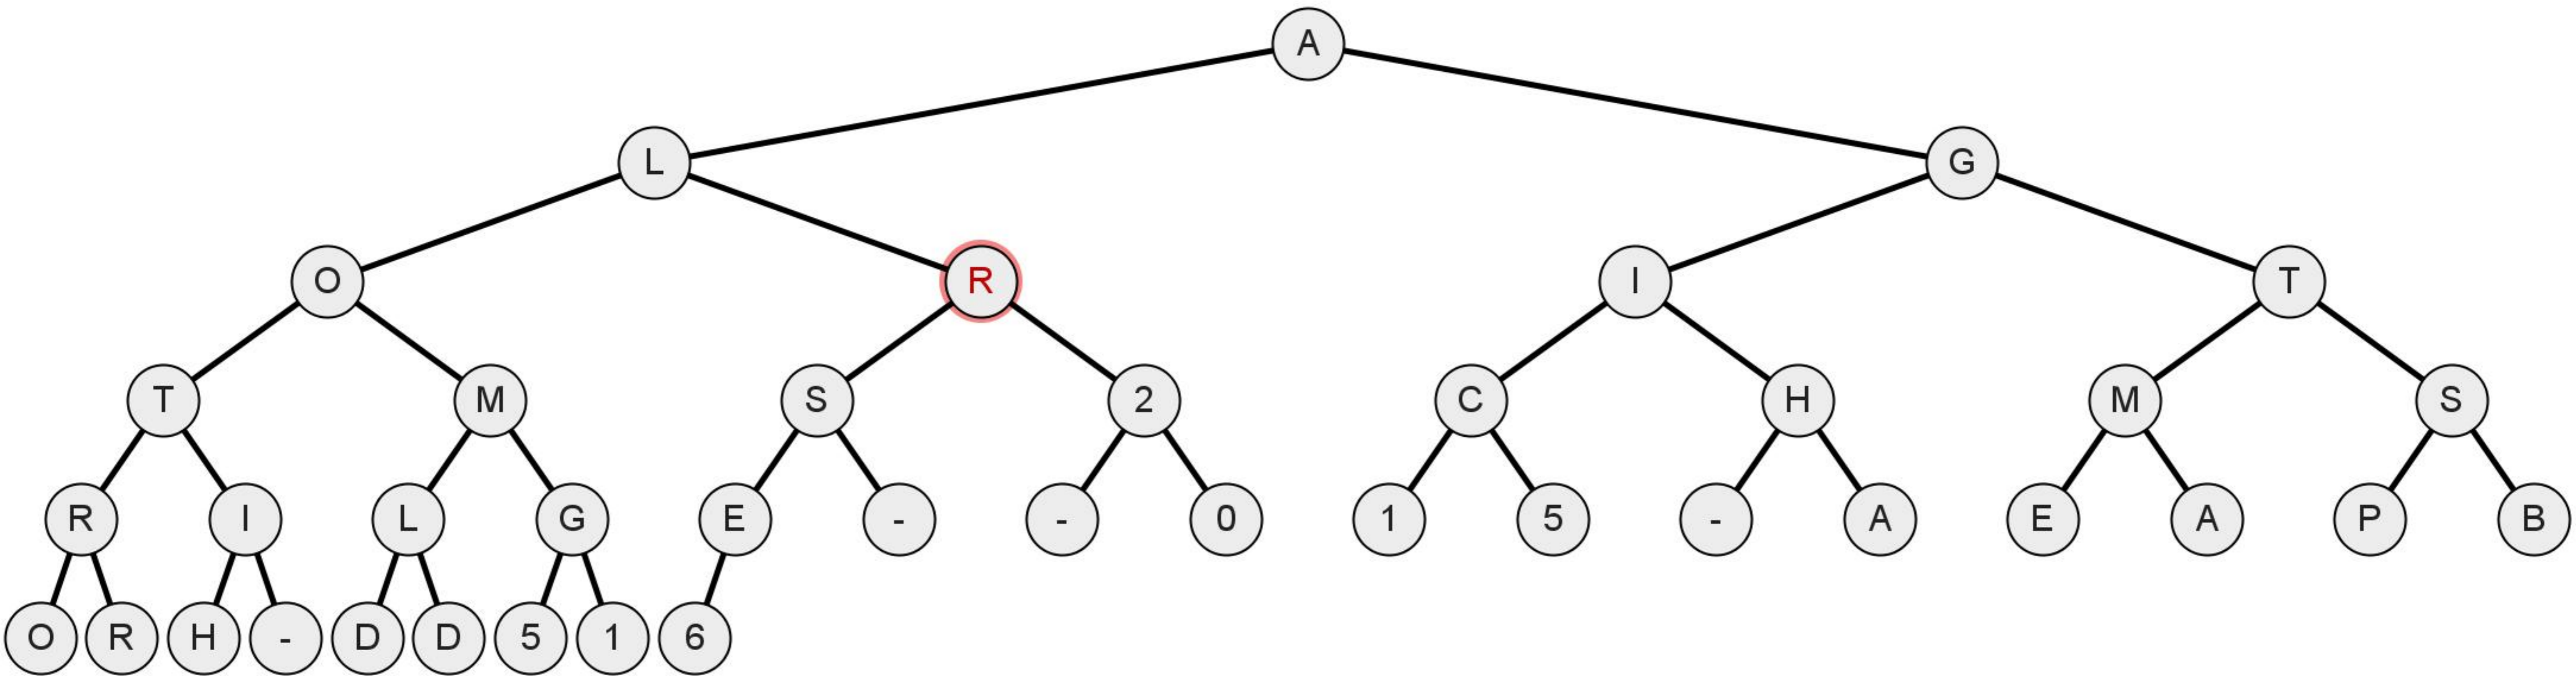 A
L G
O R I T
T M S 2 C H M S
R I L G E - - 0 1 5 - A E A P B
O R H - D D 5 1 6